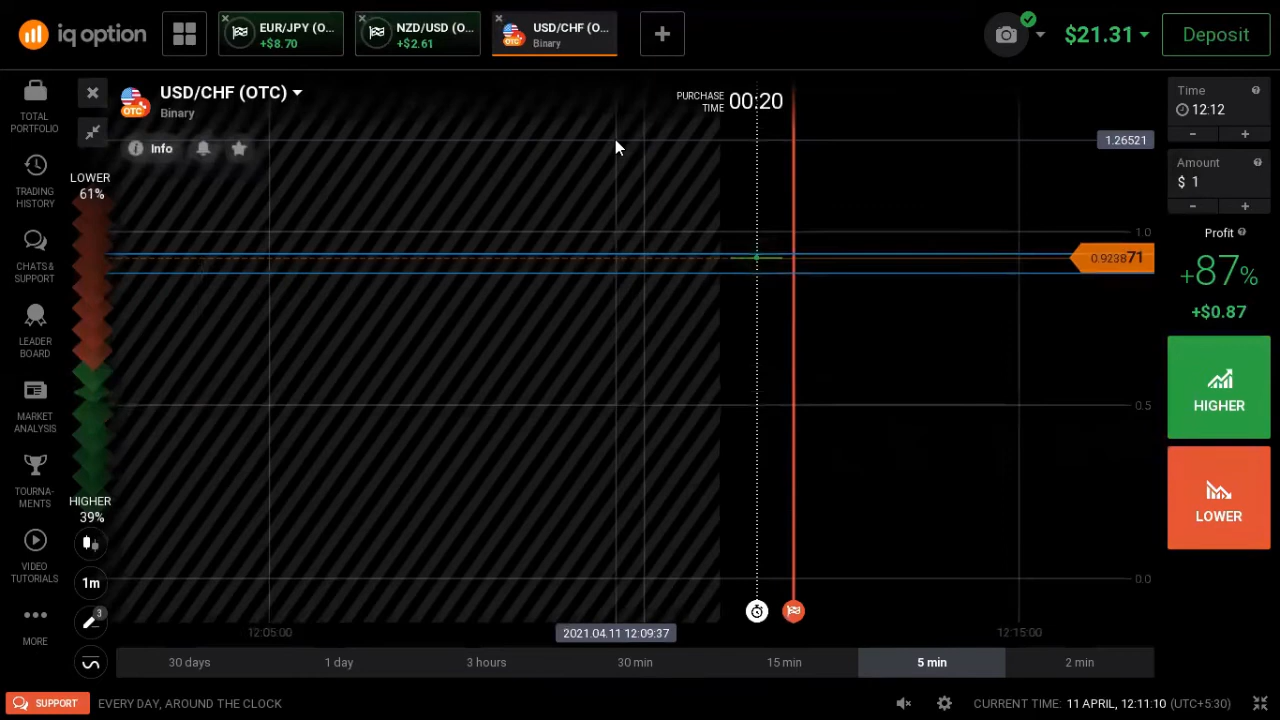 iq option
EUR/JPY (O...
+$8.70
NZD/USD (O...
+$2.61
USD/CHF (O...
OTC
Binary
$21.31
Deposit
TOTAL
PORTFOLIO
TRADING
HISTORY
CHATS &
SUPPORT
LEADER
BOARD
MARKET
ANALYSIS
TOURNA-
MENTS
VIDEO
TUTORIALS
MORE
USD/CHF (OTC)
OTC
Binary
Info
LOWER
61%
HIGHER
39%
1m
3
PURCHASE
TIME
00:20
1.26521
1.0
0.923871
0.5
0.0
12:05:00
2021.04.11 12:09:37
12:15:00
30 days
1 day
3 hours
30 min
15 min
5 min
2 min
Time
12:12
Amount
$ 1
Profit
+87%
+$0.87
HIGHER
LOWER
SUPPORT
EVERY DAY, AROUND THE CLOCK
CURRENT TIME: 11 APRIL, 12:11:10 (UTC+5:30)